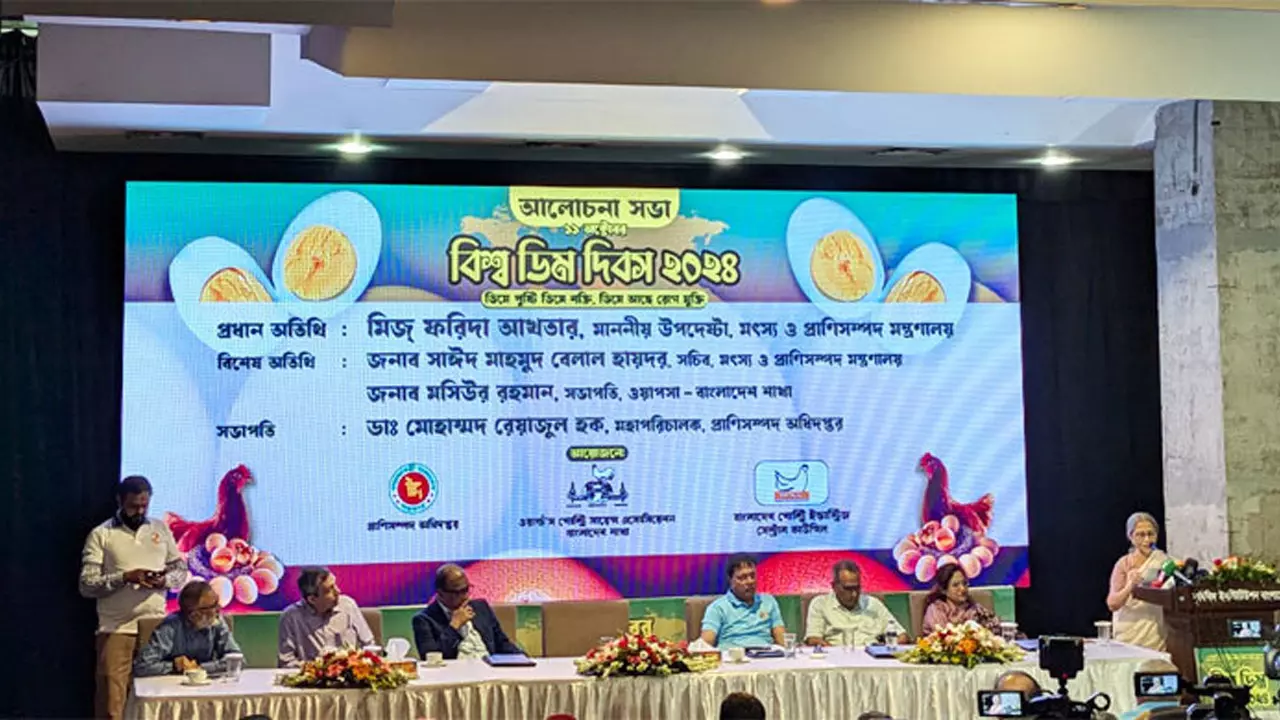 আলোচনা সভা
১১ অক্টোবর
বিশ্ব ডিম দিবস ২০২৪
ডিমে পুষ্টি ডিমে শক্তি, ডিমে আছে রোগ মুক্তি
প্রধান অতিথি : মিজ্ ফরিদা আখতার, মাননীয় উপদেষ্টা, মৎস্য ও প্রাণিসম্পদ মন্ত্রণালয়
বিশেষ অতিথি : জনাব সাঈদ মাহমুদ বেলাল হায়দর, সচিব, মৎস্য ও প্রাণিসম্পদ মন্ত্রণালয়
জনাব মসিউর রহমান, সভাপতি, ওয়াপসা – বাংলাদেশ শাখা
সভাপতি : ডাঃ মোহাম্মদ রেয়াজুল হক, মহাপরিচালক, প্রাণিসম্পদ অধিদপ্তর
আয়োজনে
প্রাণিসম্পদ অধিদপ্তর
ওয়ার্ল্ড'স পোল্ট্রি সায়েন্স এসোসিয়েশন
বাংলাদেশ শাখা
বাংলাদেশ পোল্ট্রি ইন্ডাস্ট্রিজ
সেন্ট্রাল কাউন্সিল